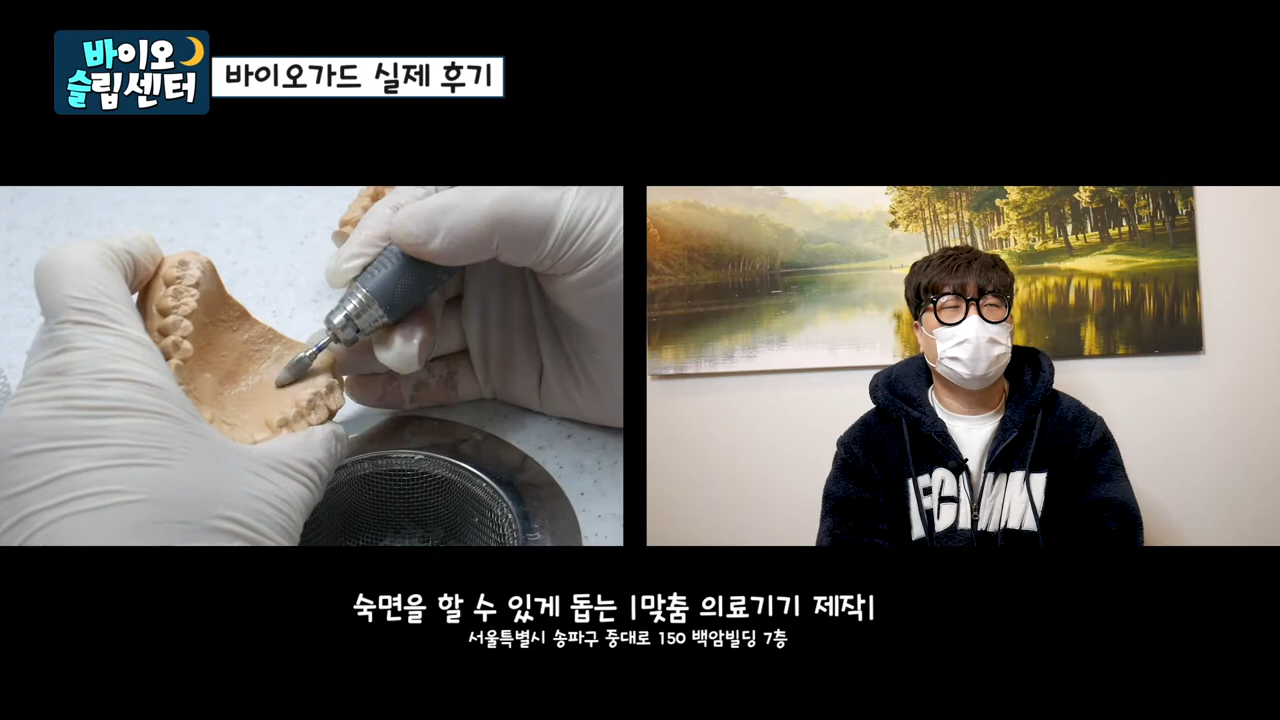 바이오
슬립센터
바이오가드 실제 후기
숙면을 할 수 있게 돕는 |맞춤 의료기기 제작|
서울특별시 송파구 중대로 150 백암빌딩 7층